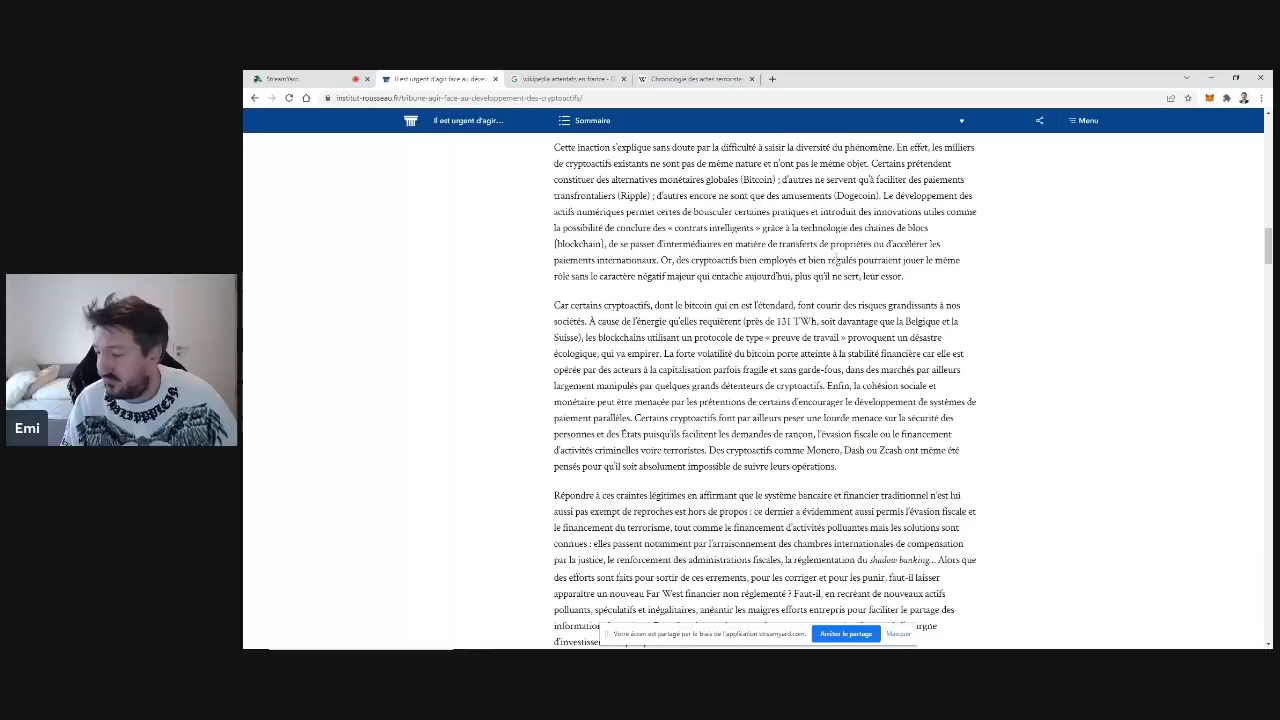 StreamYard
Il est urgent d'agir face au dével
wikipedia attentats en france - 
Chronologie des actes terroriste
institut-rousseau.fr/tribune-agir-face-au-developpement-des-cryptoactifs/
Il est urgent d'agir...
Sommaire
Menu
Cette inaction s'explique sans doute par la difficulté à saisir la diversité du phénomène. En effet, les milliers
de cryptoactifs existants ne sont pas de même nature et n'ont pas le même objet. Certains prétendent
constituer des alternatives monétaires globales (Bitcoin) ; d'autres ne servent qu'à faciliter des paiements
transfrontaliers (Ripple) ; d'autres encore ne sont que des amusements (Dogecoin). Le développement des
actifs numériques permet certes de bousculer certaines pratiques et introduit des innovations utiles comme
la possibilité de conclure des « contrats intelligents » grâce à la technologie des chaines de blocs
(blockchain), de se passer d'intermédiaires en matière de transferts de propriétés ou d'accélérer les
paiements internationaux. Or, des cryptoactifs bien employés et bien régulés pourraient jouer le même
rôle sans le caractère négatif majeur qui entache aujourd'hui, plus qu'il ne sert, leur essor.
Car certains cryptoactifs, dont le bitcoin qui en est l'étendard, font courir des risques grandissants à nos
sociétés. À cause de l'énergie qu'elles requièrent (près de 131 TWh, soit davantage que la Belgique et la
Suisse), les blockchains utilisant un protocole de type « preuve de travail » provoquent un désastre
écologique, qui va empirer. La forte volatilité du bitcoin porte atteinte à la stabilité financière car elle est
opérée par des acteurs à la capitalisation parfois fragile et sans garde-fous, dans des marchés par ailleurs
largement manipulés par quelques grands détenteurs de cryptoactifs. Enfin, la cohésion sociale et
monétaire peut être menacée par les prétentions de certains d'encourager le développement de systèmes de
paiement parallèles. Certains cryptoactifs font par ailleurs peser une lourde menace sur la sécurité des
personnes et des États puisqu'ils facilitent les demandes de rançon, l'évasion fiscale ou le financement
d'activités criminelles voire terroristes. Des cryptoactifs comme Monero, Dash ou Zcash ont même été
pensés pour qu'il soit absolument impossible de suivre leurs opérations.
Répondre à ces craintes légitimes en affirmant que le système bancaire et financier traditionnel n'est lui
aussi pas exempt de reproches est hors de propos : ce dernier a évidemment aussi permis l'évasion fiscale et
le financement du terrorisme, tout comme le financement d'activités polluantes mais les solutions sont
connues : elles passent notamment par l'arraisonnement des chambres internationales de compensation
par la justice, le renforcement des administrations fiscales, la réglementation du shadow banking... Alors que
des efforts sont faits pour sortir de ces errements, pour les corriger et pour les punir, faut-il laisser
apparaître un nouveau Far West financier non réglementé ? Faut-il, en recréant de nouveaux actifs
polluants, spéculatifs et inégalitaires, anéantir les maigres efforts entrepris pour faciliter le partage des
information
d'investisse
Votre écran est partagé par le biais de l'application streamyard.com.
Arrêter le partage
Masquer
Emi